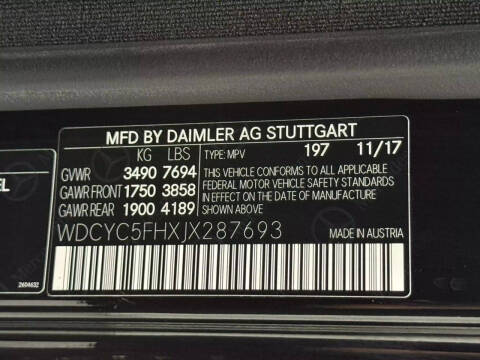 MFD BY DAIMLER AG STUTTGART
KG LBS TYPE: MPV 197 11/17
GVWR 3490 7694 THIS VEHICLE CONFORMS TO ALL APPLICABLE
GAWR FRONT 1750 3858 FEDERAL MOTOR VEHICLE SAFETY STANDARDS
IN EFFECT ON THE DATE OF MANUFACTURE
GAWR REAR 1900 4189 SHOWN ABOVE
WDCYC5FHXJX287693 MADE IN AUSTRIA
EL
2604632